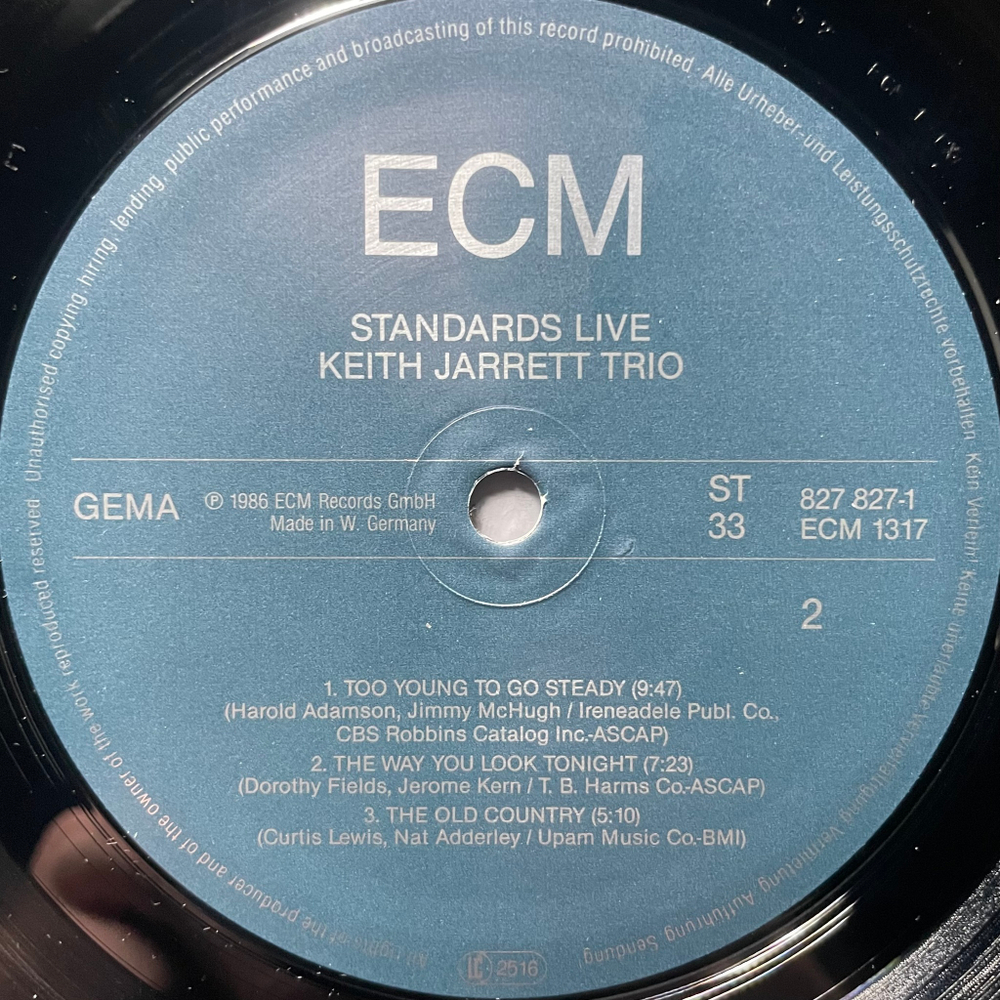 All rights of the producer and of the owner of the work reproduced reserved Unauthorised copying, hiring, lending, public performance and broadcasting of this record prohibited · Alle Urheber- und Leistungsschutzrechte vorbehalten Kein Verleih! Keine unerlaubte Vervielfältigung, Vermietung, Aufführung, Sendung
ECM
STANDARDS LIVE
KEITH JARRETT TRIO
GEMA
℗ 1986 ECM Records GmbH
Made in W. Germany
ST
33
827 827-1
ECM 1317
2
1. TOO YOUNG TO GO STEADY (9:47)
(Harold Adamson, Jimmy McHugh / Ireneadele Publ. Co.,
CBS Robbins Catalog Inc.-ASCAP)
2. THE WAY YOU LOOK TONIGHT (7:23)
(Dorothy Fields, Jerome Kern / T. B. Harms Co.-ASCAP)
3. THE OLD COUNTRY (5:10)
(Curtis Lewis, Nat Adderley / Upam Music Co.-BMI)
LC 2516